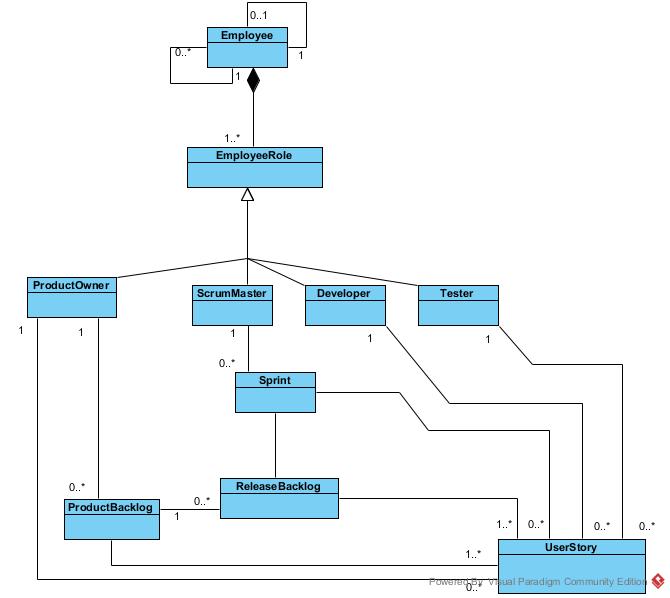 0..1
Employee
0..*
1
1
1..*
EmployeeRole
ProductOwner
ScrumMaster
Developer
Tester
1
1
1
1
1
0..*
Sprint
0..*
ReleaseBacklog
0..*
ProductBacklog
1
1..*
0..*
0..*
0..*
UserStory
1..*
Powered By Visual Paradigm Community Edition
0..*